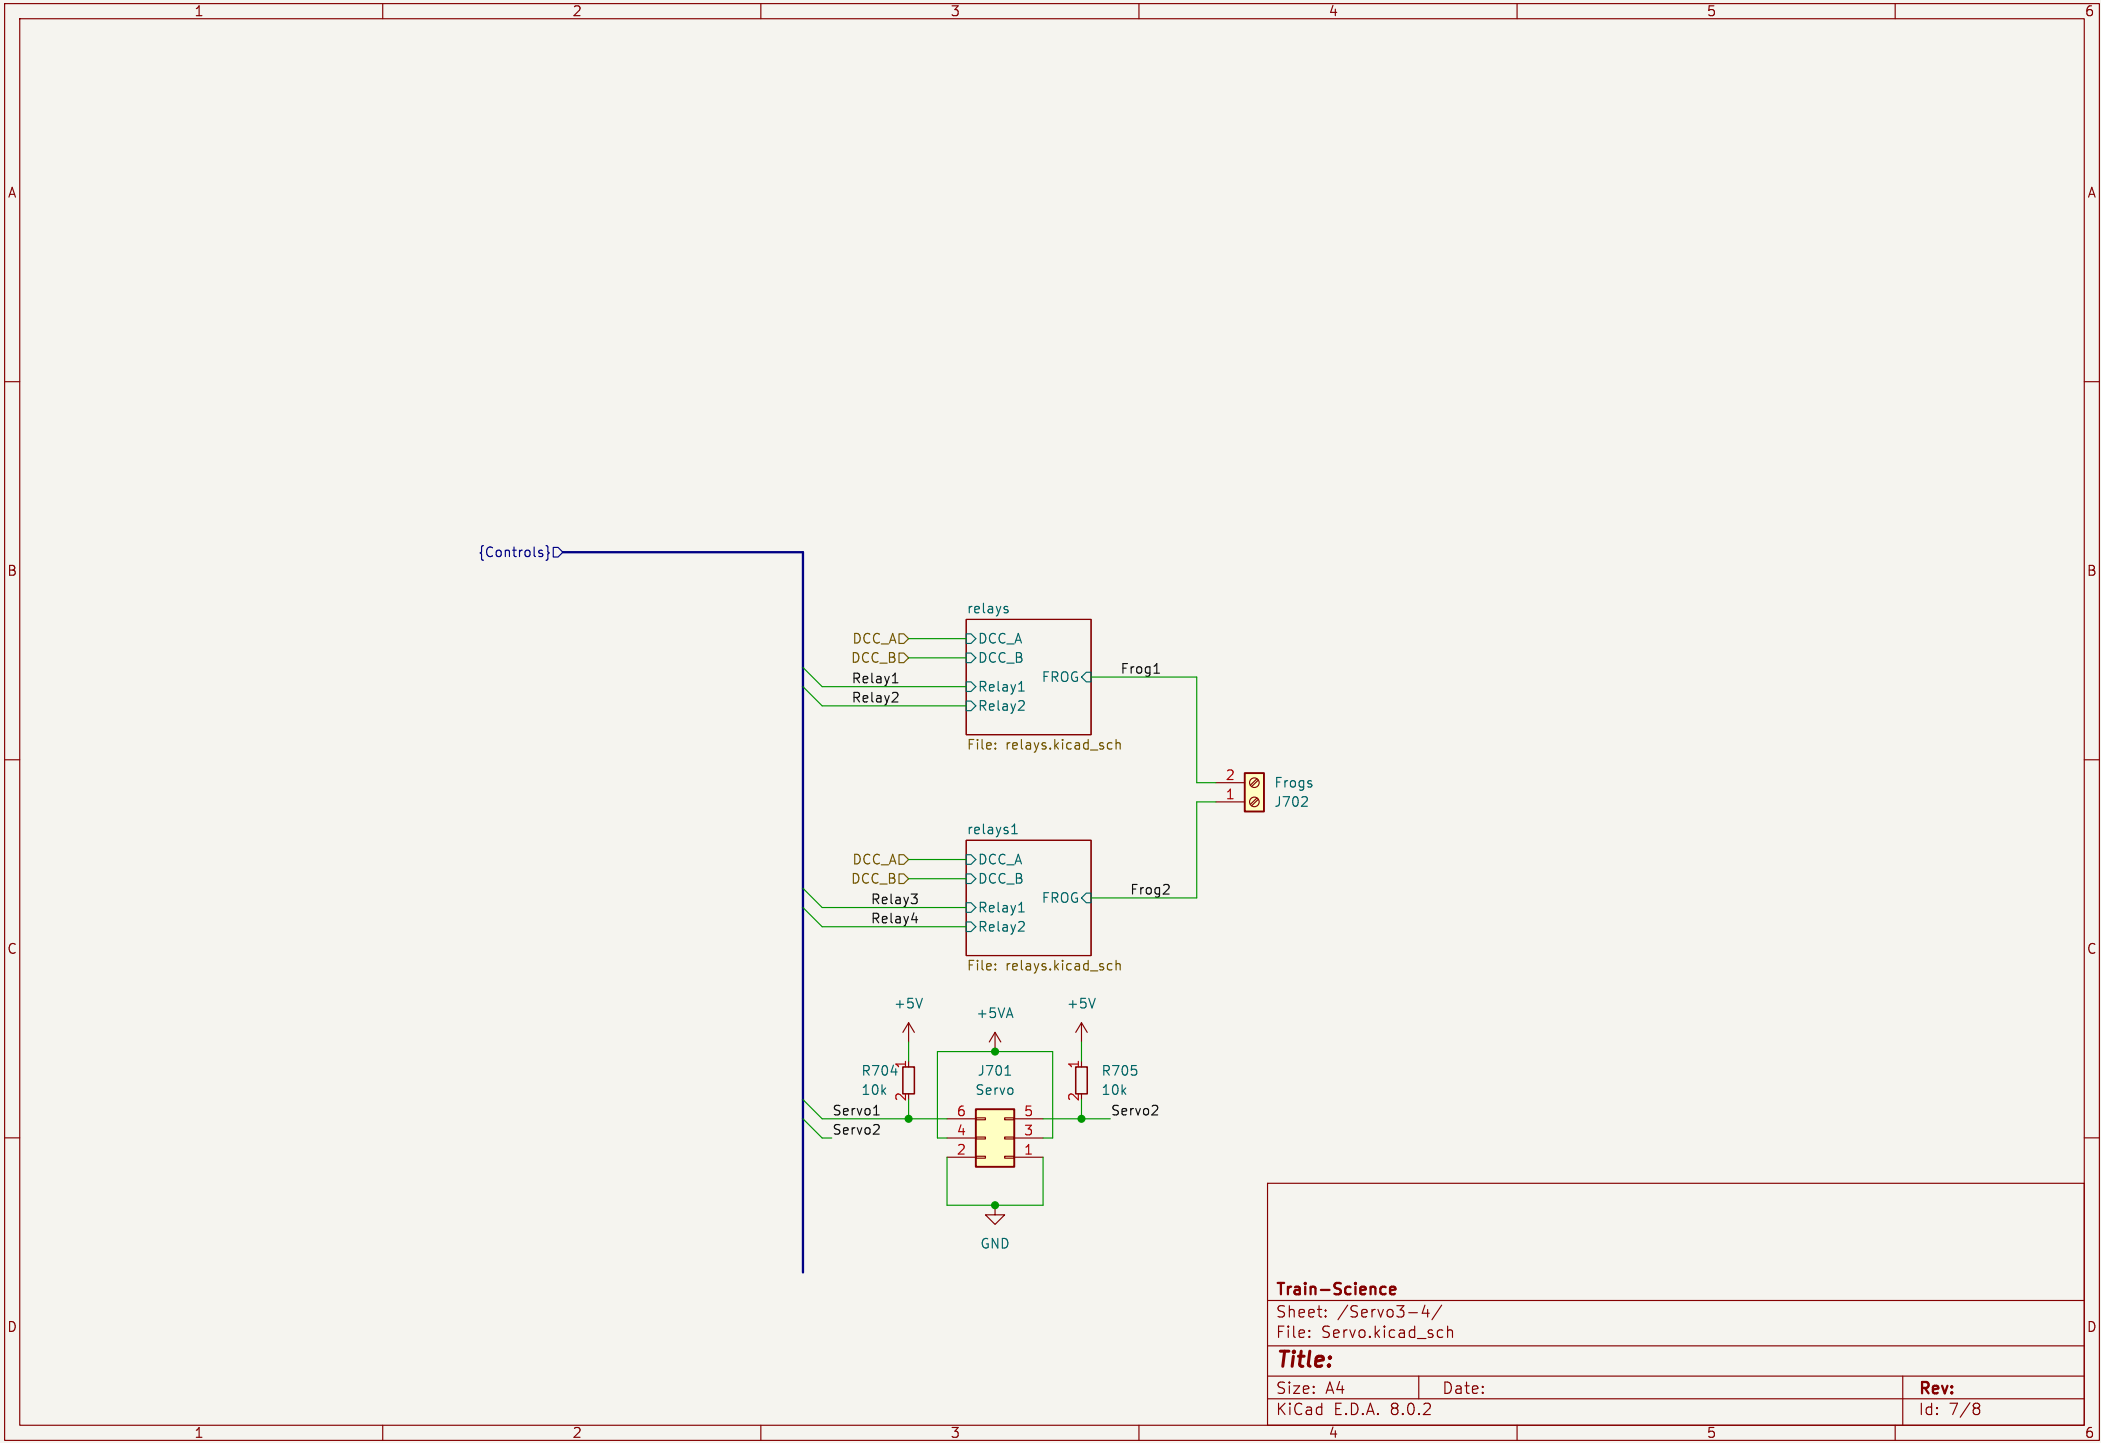 1 2 3 4 5 6
A A
{Controls}
B B
relays
DCC_A DCC_A
DCC_B DCC_B
Frog1
FROG
Relay1 Relay1
Relay2 Relay2
File: relays.kicad_sch
2 Frogs
1 J702
relays1
DCC_A DCC_A
DCC_B DCC_B
Frog2
FROG
Relay3 Relay1
Relay4 Relay2
C C
File: relays.kicad_sch
+5V +5VA +5V
R704 1 J701 1 R705
10k 2 Servo 2 10k
Servo1 6 5 Servo2
Servo2 4 3
2 1
GND
Train-Science
Sheet: /Servo3-4/
D D
File: Servo.kicad_sch
Title:
Size: A4 Date: Rev:
KiCad E.D.A. 8.0.2 Id: 7/8
1 2 3 4 5 6